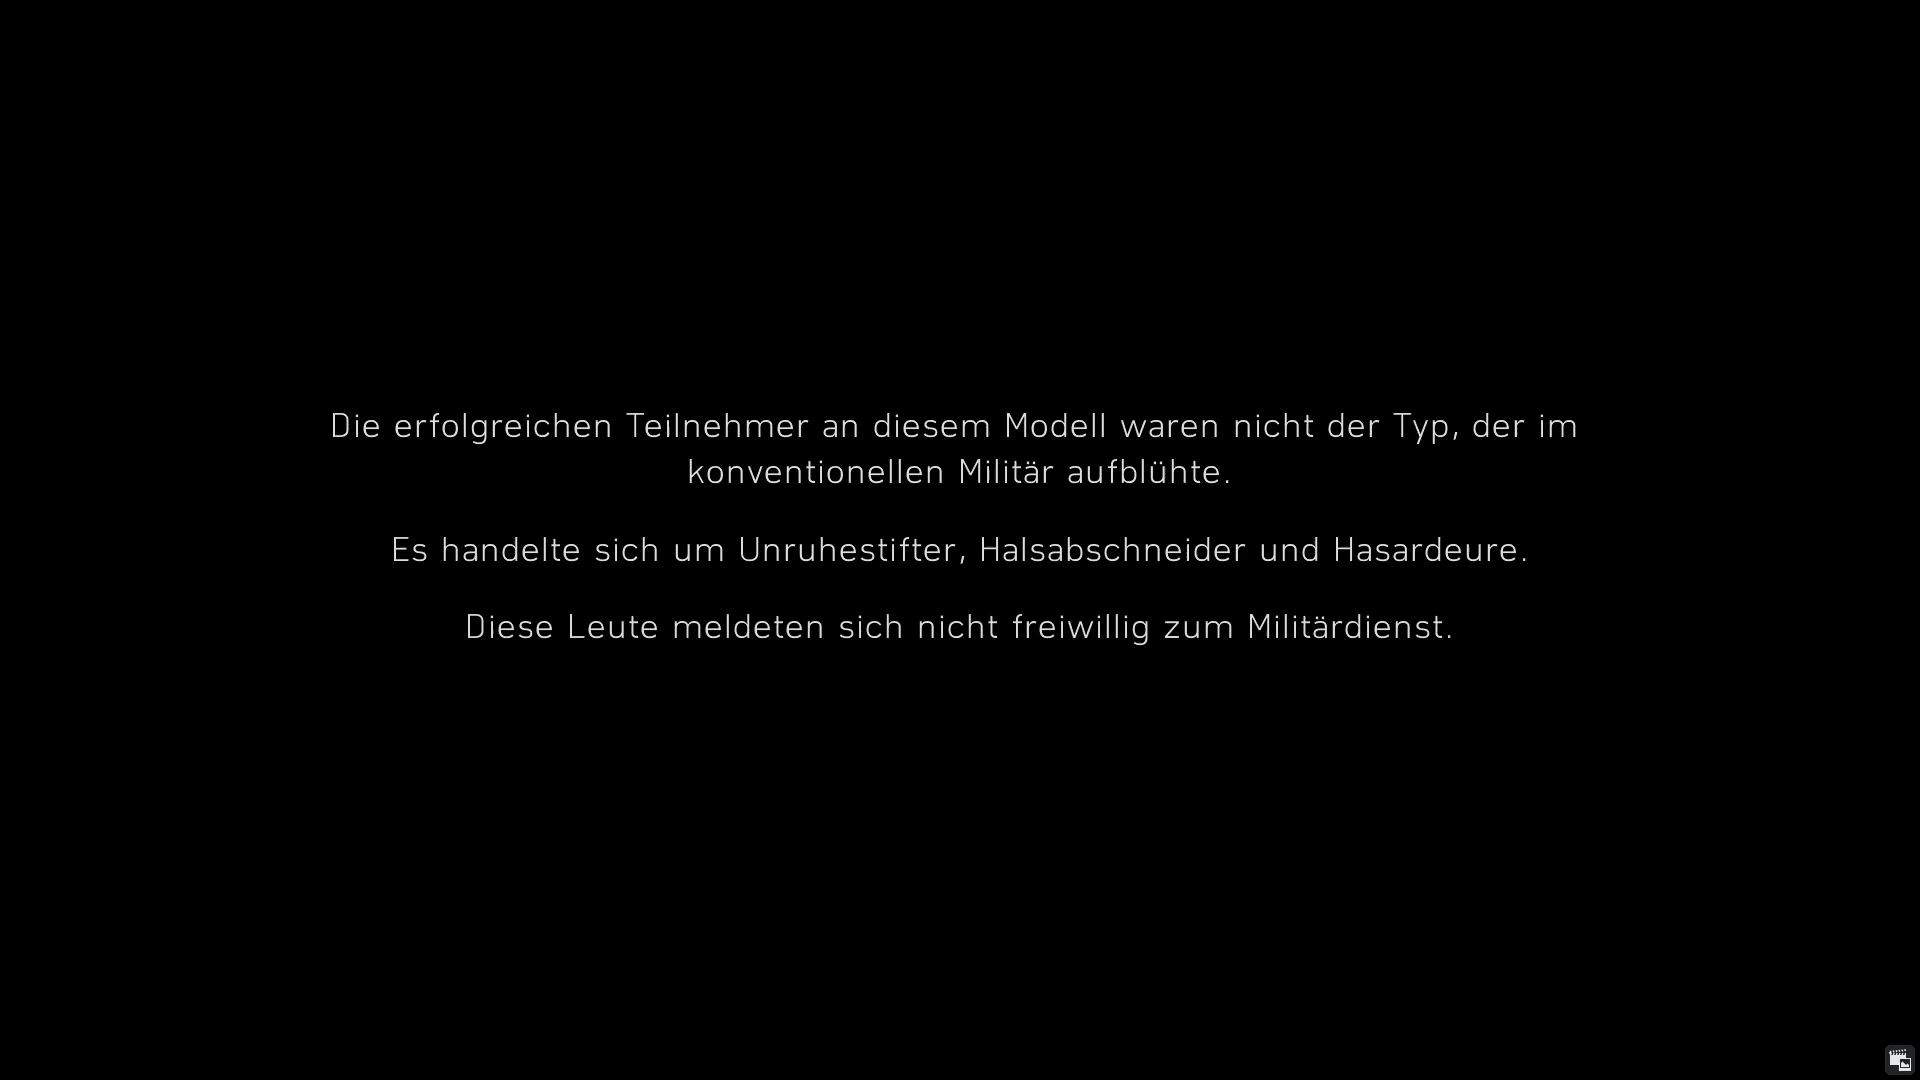 Die erfolgreichen Teilnehmer an diesem Modell waren nicht der Typ, der im
konventionellen Militär aufblühte.
Es handelte sich um Unruhestifter, Halsabschneider und Hasardeure.
Diese Leute meldeten sich nicht freiwillig zum Militärdienst.